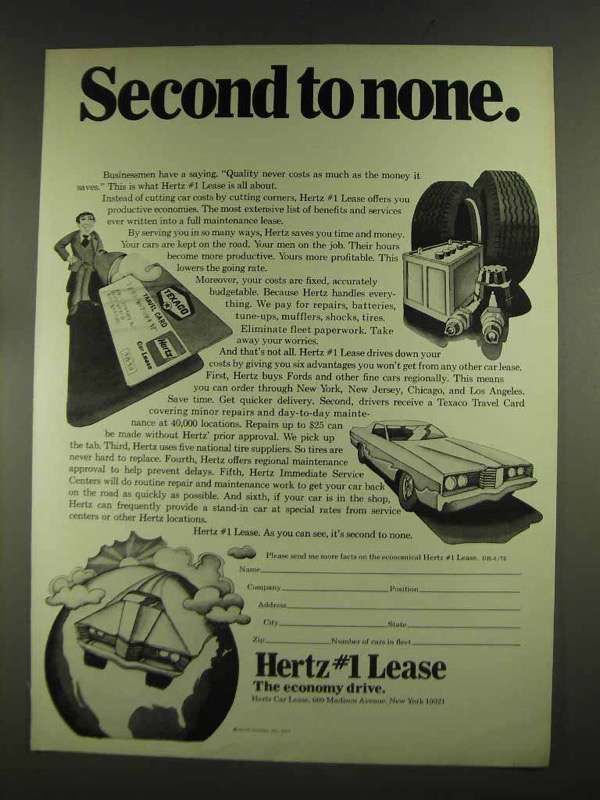 Second to none.
Businessmen have a saying. "Quality never costs as much as the money it
saves." This is what Hertz #1 Lease is all about.
Instead of cutting car costs by cutting corners, Hertz #1 Lease offers you
productive economies. The most extensive list of benefits and services
ever written into a full maintenance lease.
By serving you in so many ways, Hertz saves you time and money.
Your cars are kept on the road. Your men on the job. Their hours
become more productive. Yours more profitable. This
lowers the going rate.
Moreover, your costs are fixed, accurately
budgetable. Because Hertz handles every-
thing. We pay for repairs, batteries,
tune-ups, mufflers, shocks, tires.
Eliminate fleet paperwork. Take
away your worries.
And that's not all. Hertz #1 Lease drives down your
costs by giving you six advantages you won't get from any other car lease.
First, Hertz buys Fords and other fine cars regionally. This means
you can order through New York, New Jersey, Chicago, and Los Angeles.
Save time. Get quicker delivery. Second, drivers receive a Texaco Travel Card
covering minor repairs and day-to-day mainte-
nance at 40,000 locations. Repairs up to $25 can
be made without Hertz' prior approval. We pick up
the tab. Third, Hertz uses five national tire suppliers. So tires are
never hard to replace. Fourth, Hertz offers regional maintenance
approval to help prevent delays. Fifth, Hertz Immediate Service
Centers will do routine repair and maintenance work to get your car back
on the road as quickly as possible. And sixth, if your car is in the shop,
Hertz can frequently provide a stand-in car at special rates from service
centers or other Hertz locations.
Hertz #1 Lease. As you can see, it's second to none.
TEXACO
TRAVEL CARD
Hertz
Car Lease
Please send me more facts on the economical Hertz #1 Lease.
Name
Company Position
Address
City State
Zip Number of cars in fleet
Hertz #1 Lease
The economy drive.
Hertz Car Lease, 660 Madison Avenue, New York 10021